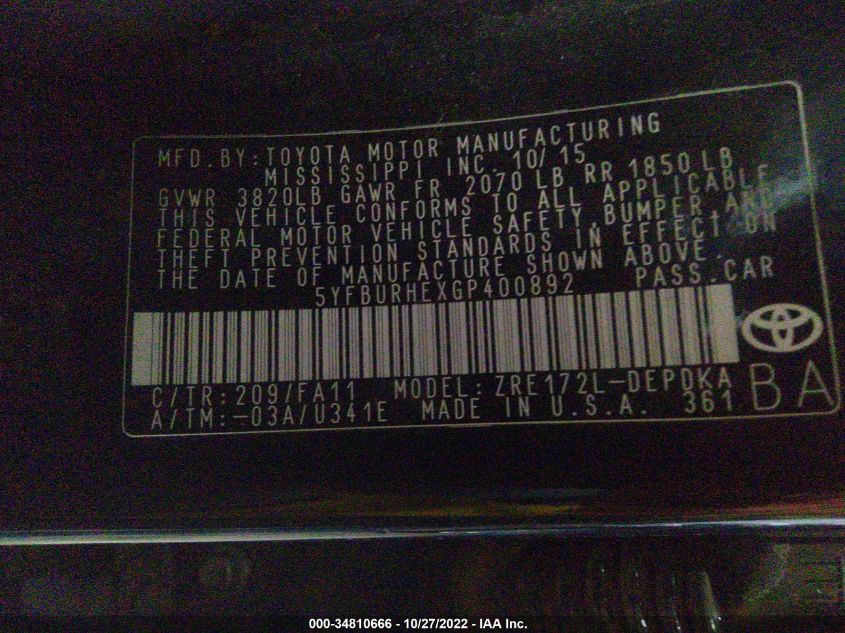 MFD.BY:TOYOTA MOTOR MANUFACTURING
MISSISSIPPI INC. 10/15
GVWR 3820LB GAWR FR 2070 LB RR 1850 LB
THIS VEHICLE CONFORMS TO ALL APPLICABLE
FEDERAL MOTOR VEHICLE SAFETY,BUMPER,AND
THEFT PREVENTION STANDARDS IN EFFECT ON
THE DATE OF MANUFACTURE SHOWN ABOVE.
5YFBURHEXGP400892 PASS.CAR
C/TR:209/FA11 MODEL:ZRE172L-DEPDKA
A/TM:-03A/U341E MADE IN U.S.A. 361
BA
000-34810666 - 10/27/2022 - IAA Inc.